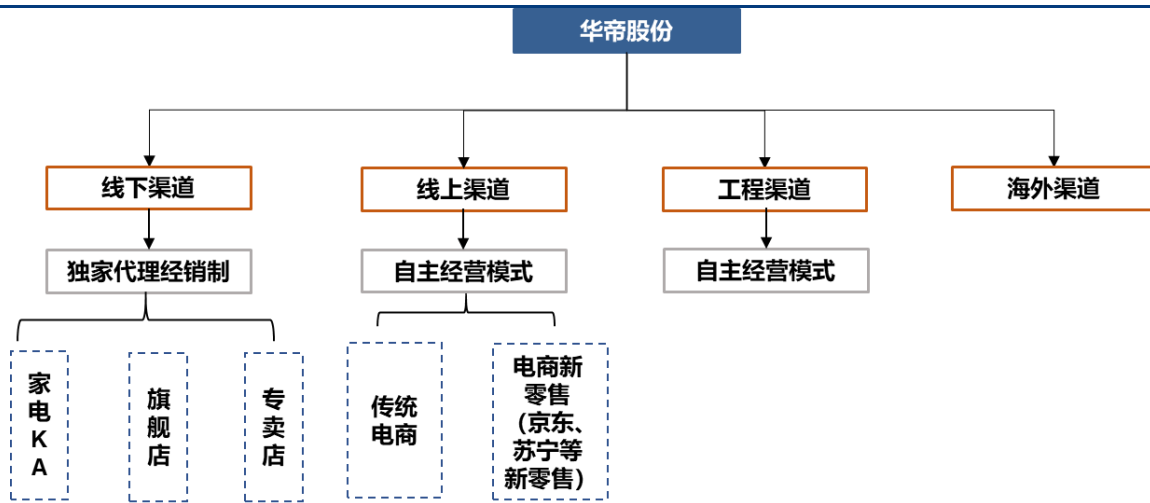 华帝股份
线下渠道
线上渠道
工程渠道
海外渠道
独家代理经销制
自主经营模式
自主经营模式
家电KA
旗舰店
专卖店
传统
电商
电商新
零售
（京东、
苏宁等
新零售）